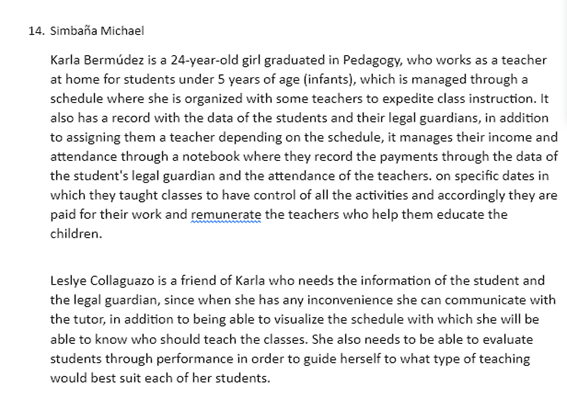 14. Simbaña Michael
Karla Bermúdez is a 24-year-old girl graduated in Pedagogy, who works as a teacher
at home for students under 5 years of age (infants), which is managed through a
schedule where she is organized with some teachers to expedite class instruction. It
also has a record with the data of the students and their legal guardians, in addition
to assigning them a teacher depending on the schedule, it manages their income and
attendance through a notebook where they record the payments through the data of
the student's legal guardian and the attendance of the teachers. on specific dates in
which they taught classes to have control of all the activities and accordingly they are
paid for their work and remunerate the teachers who help them educate the
children.
Leslye Collaguazo is a friend of Karla who needs the information of the student and
the legal guardian, since when she has any inconvenience she can communicate with
the tutor, in addition to being able to visualize the schedule with which she will be
able to know who should teach the classes. She also needs to be able to evaluate
students through performance in order to guide herself to what type of teaching
would best suit each of her students.